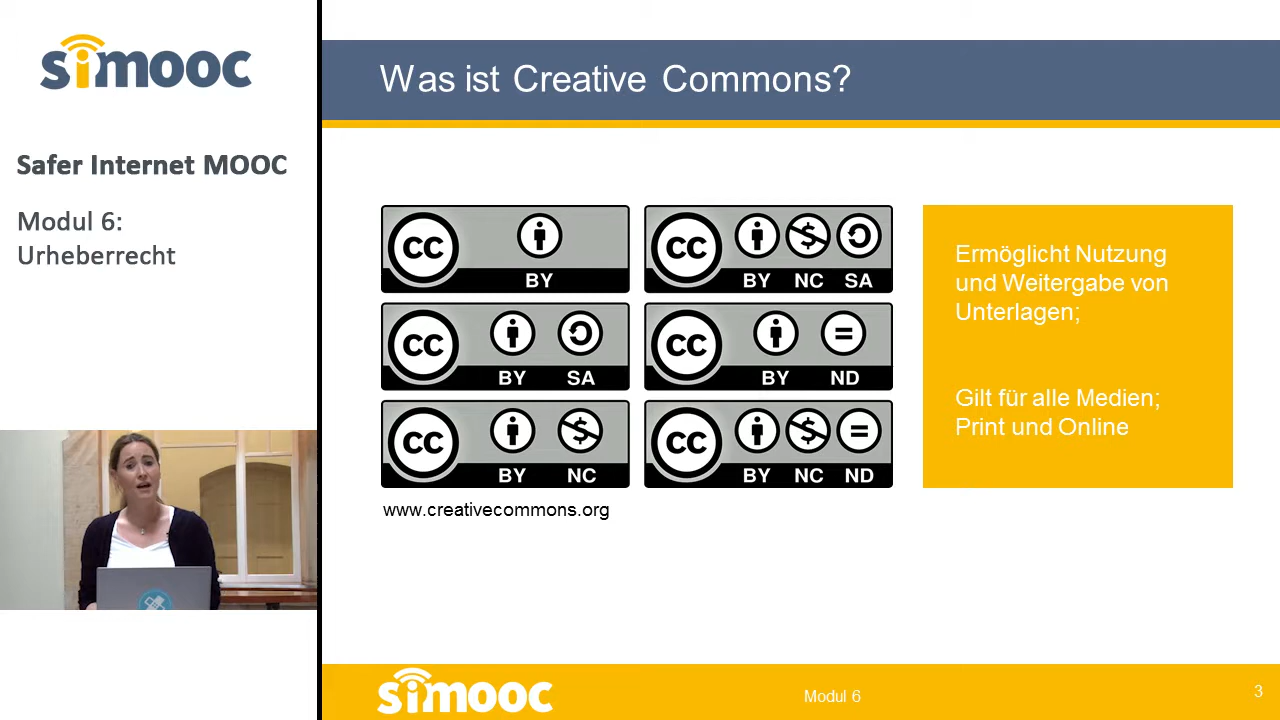 simooc
Safer Internet MOOC
Modul 6:
Urheberrecht
Was ist Creative Commons?
cc BY
cc BY NC SA
cc BY SA
cc BY ND
cc BY NC
cc BY NC ND
www.creativecommons.org
Ermöglicht Nutzung
und Weitergabe von
Unterlagen;
Gilt für alle Medien;
Print und Online
simooc
Modul 6
3